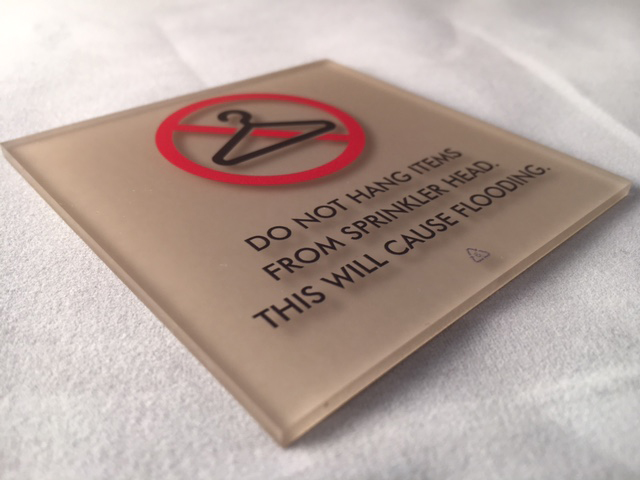 DO NOT HANG ITEMS
FROM SPRINKLER HEAD.
THIS WILL CAUSE FLOODING.